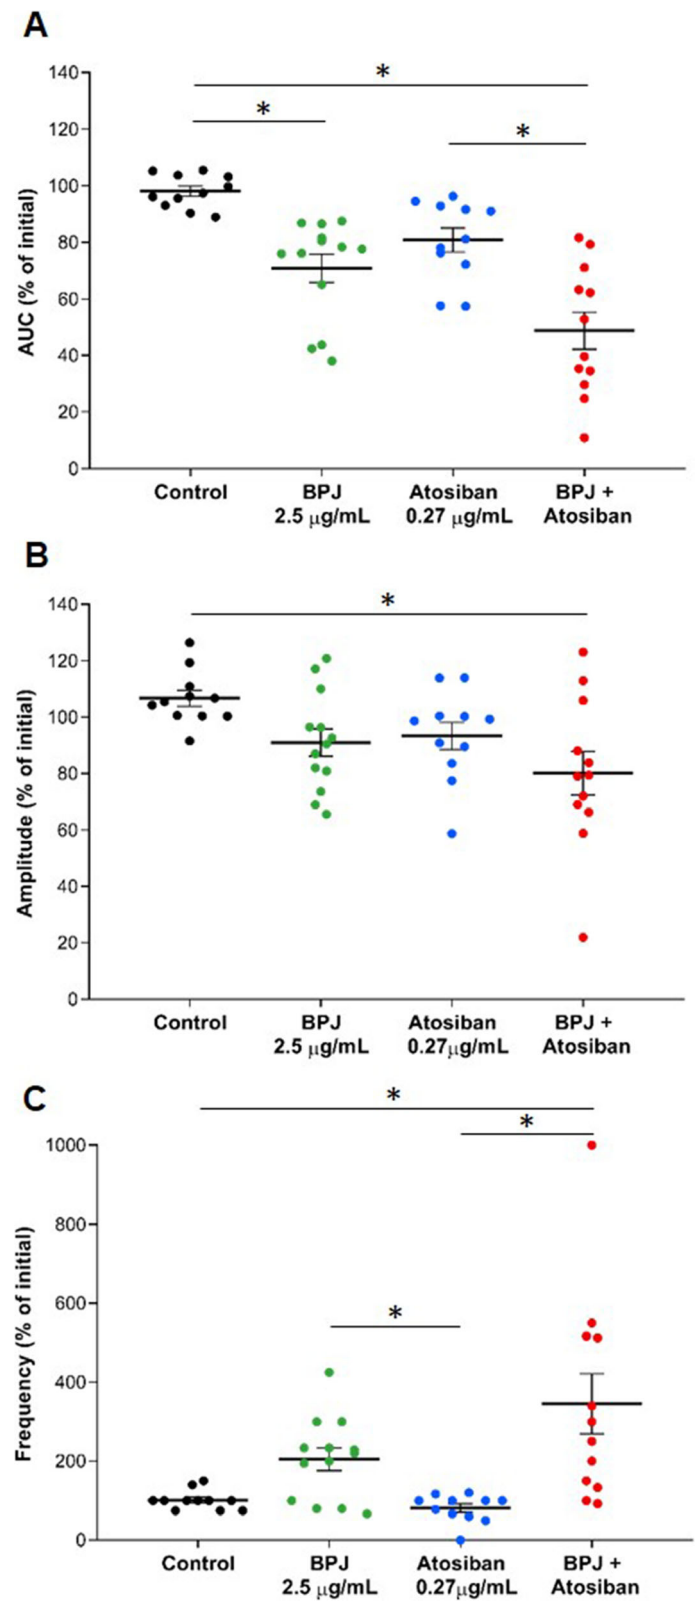 A
140
120
100
80
60
40
20
0
AUC (% of initial)
*
*
*
Control
BPJ
2.5 µg/mL
Atosiban
0.27 µg/mL
BPJ +
Atosiban
B
140
120
100
80
60
40
20
0
Amplitude (% of initial)
*
Control
BPJ
2.5 µg/mL
Atosiban
0.27µg/mL
BPJ +
Atosiban
C
1000
800
600
400
200
0
Frequency (% of initial)
*
*
*
Control
BPJ
2.5 µg/mL
Atosiban
0.27µg/mL
BPJ +
Atosiban